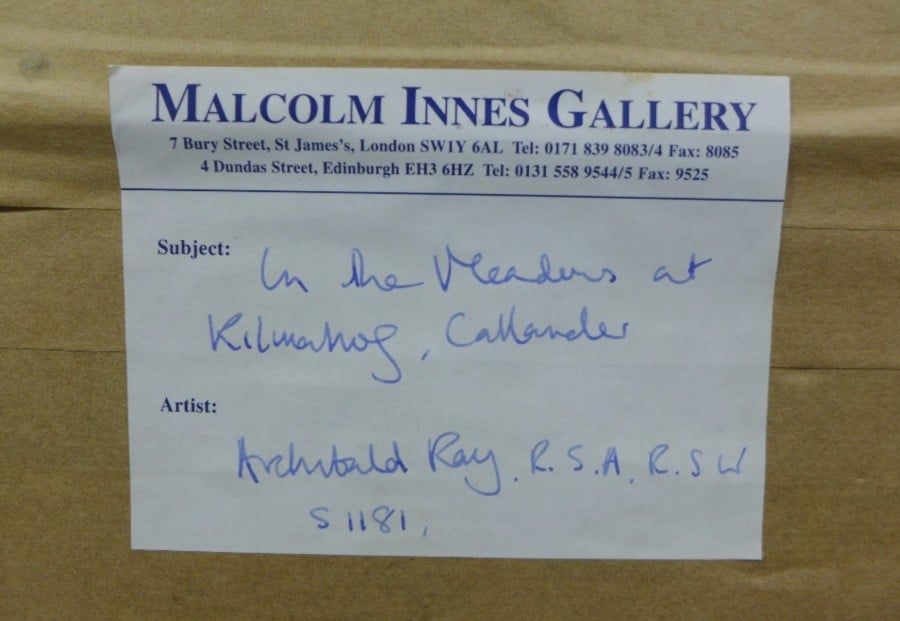 MALCOLM INNES GALLERY
7 Bury Street, St James's, London SW1Y 6AL Tel: 0171 839 8083/4 Fax: 8085
4 Dundas Street, Edinburgh EH3 6HZ Tel: 0131 558 9544/5 Fax: 9525
Subject: In the Meadows at
Kilmahog, Callander
Artist:
Archibald Kay, R.S.A, R.S W
S 1181,